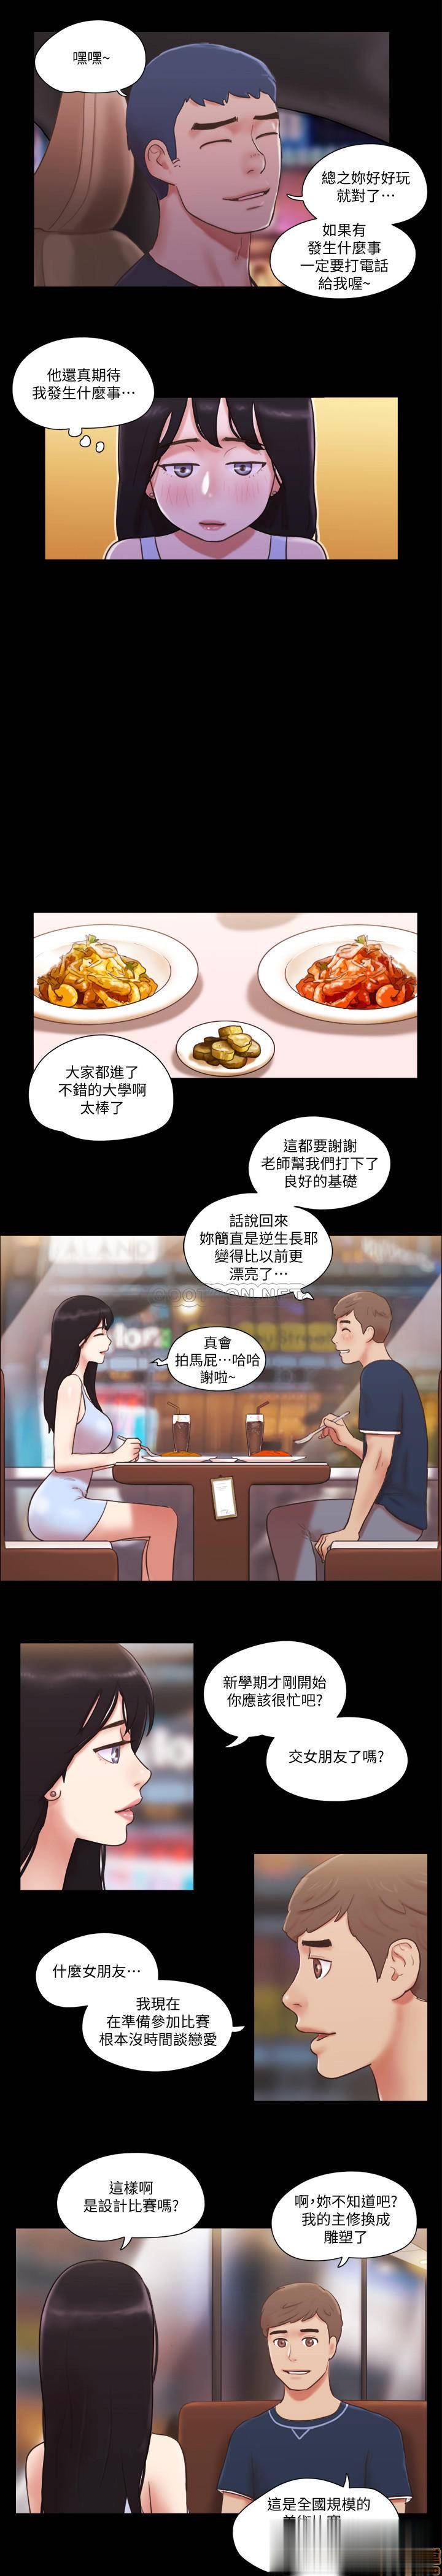 嘿嘿~
總之妳好好玩
就對了…
如果有
發生什麼事
一定要打電話
給我喔~
他還真期待
我發生什麼事…
大家都進了
不錯的大學啊
太棒了
這都要謝謝
老師幫我們打下了
良好的基礎
話說回來
妳簡直是逆生長耶
變得比以前更
漂亮了…
ALAND
真會
拍馬屁…哈哈
謝啦~
新學期才剛開始
你應該很忙吧?
交女朋友了嗎?
什麼女朋友…
我現在
在準備參加比賽
根本沒時間談戀愛
這樣啊
是設計比賽嗎?
啊,妳不知道吧?
我的主修換成
雕塑了
這是全國規模的